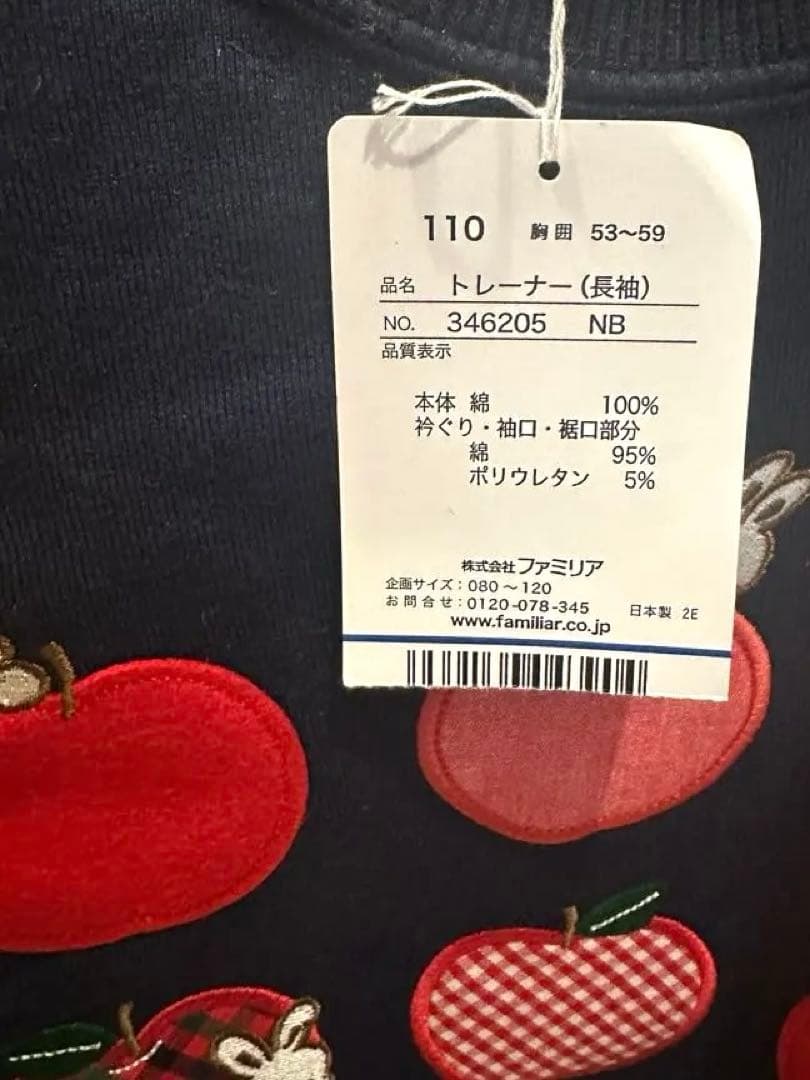 110 胸囲 53〜59
品名 トレーナー(長袖)
NO. 346205 NB
品質表示
本体 綿 100%
衿ぐり・袖口・裾口部分
綿 95%
ポリウレタン 5%
株式会社ファミリア
企画サイズ：080〜120
お問合せ：0120-078-345 日本製 2E
www.familiar.co.jp